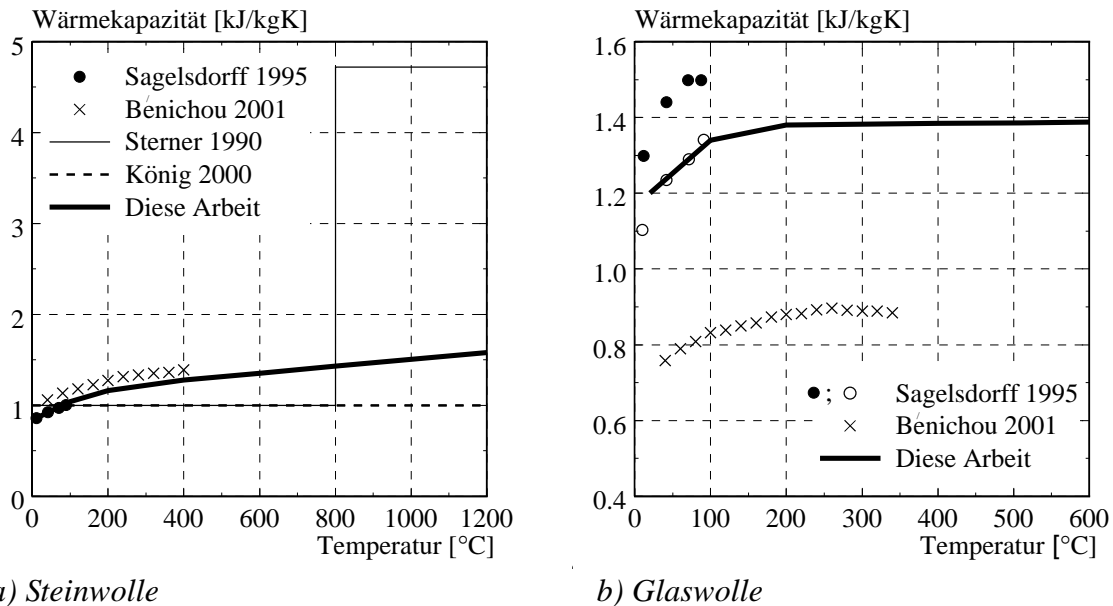 Wärmekapazität [kJ/kgK]
5
4
3
2
1
0
Sagelsdorff 1995
Bénichou 2001
Sterner 1990
König 2000
Diese Arbeit
0 200 400 600 800 1000 1200
Temperatur [°C]
a) Steinwolle
Wärmekapazität [kJ/kgK]
1.6
1.4
1.2
1.0
0.8
0.6
0.4
; Sagelsdorff 1995
Bénichou 2001
Diese Arbeit
0 100 200 300 400 500 600
Temperatur [°C]
b) Glaswolle